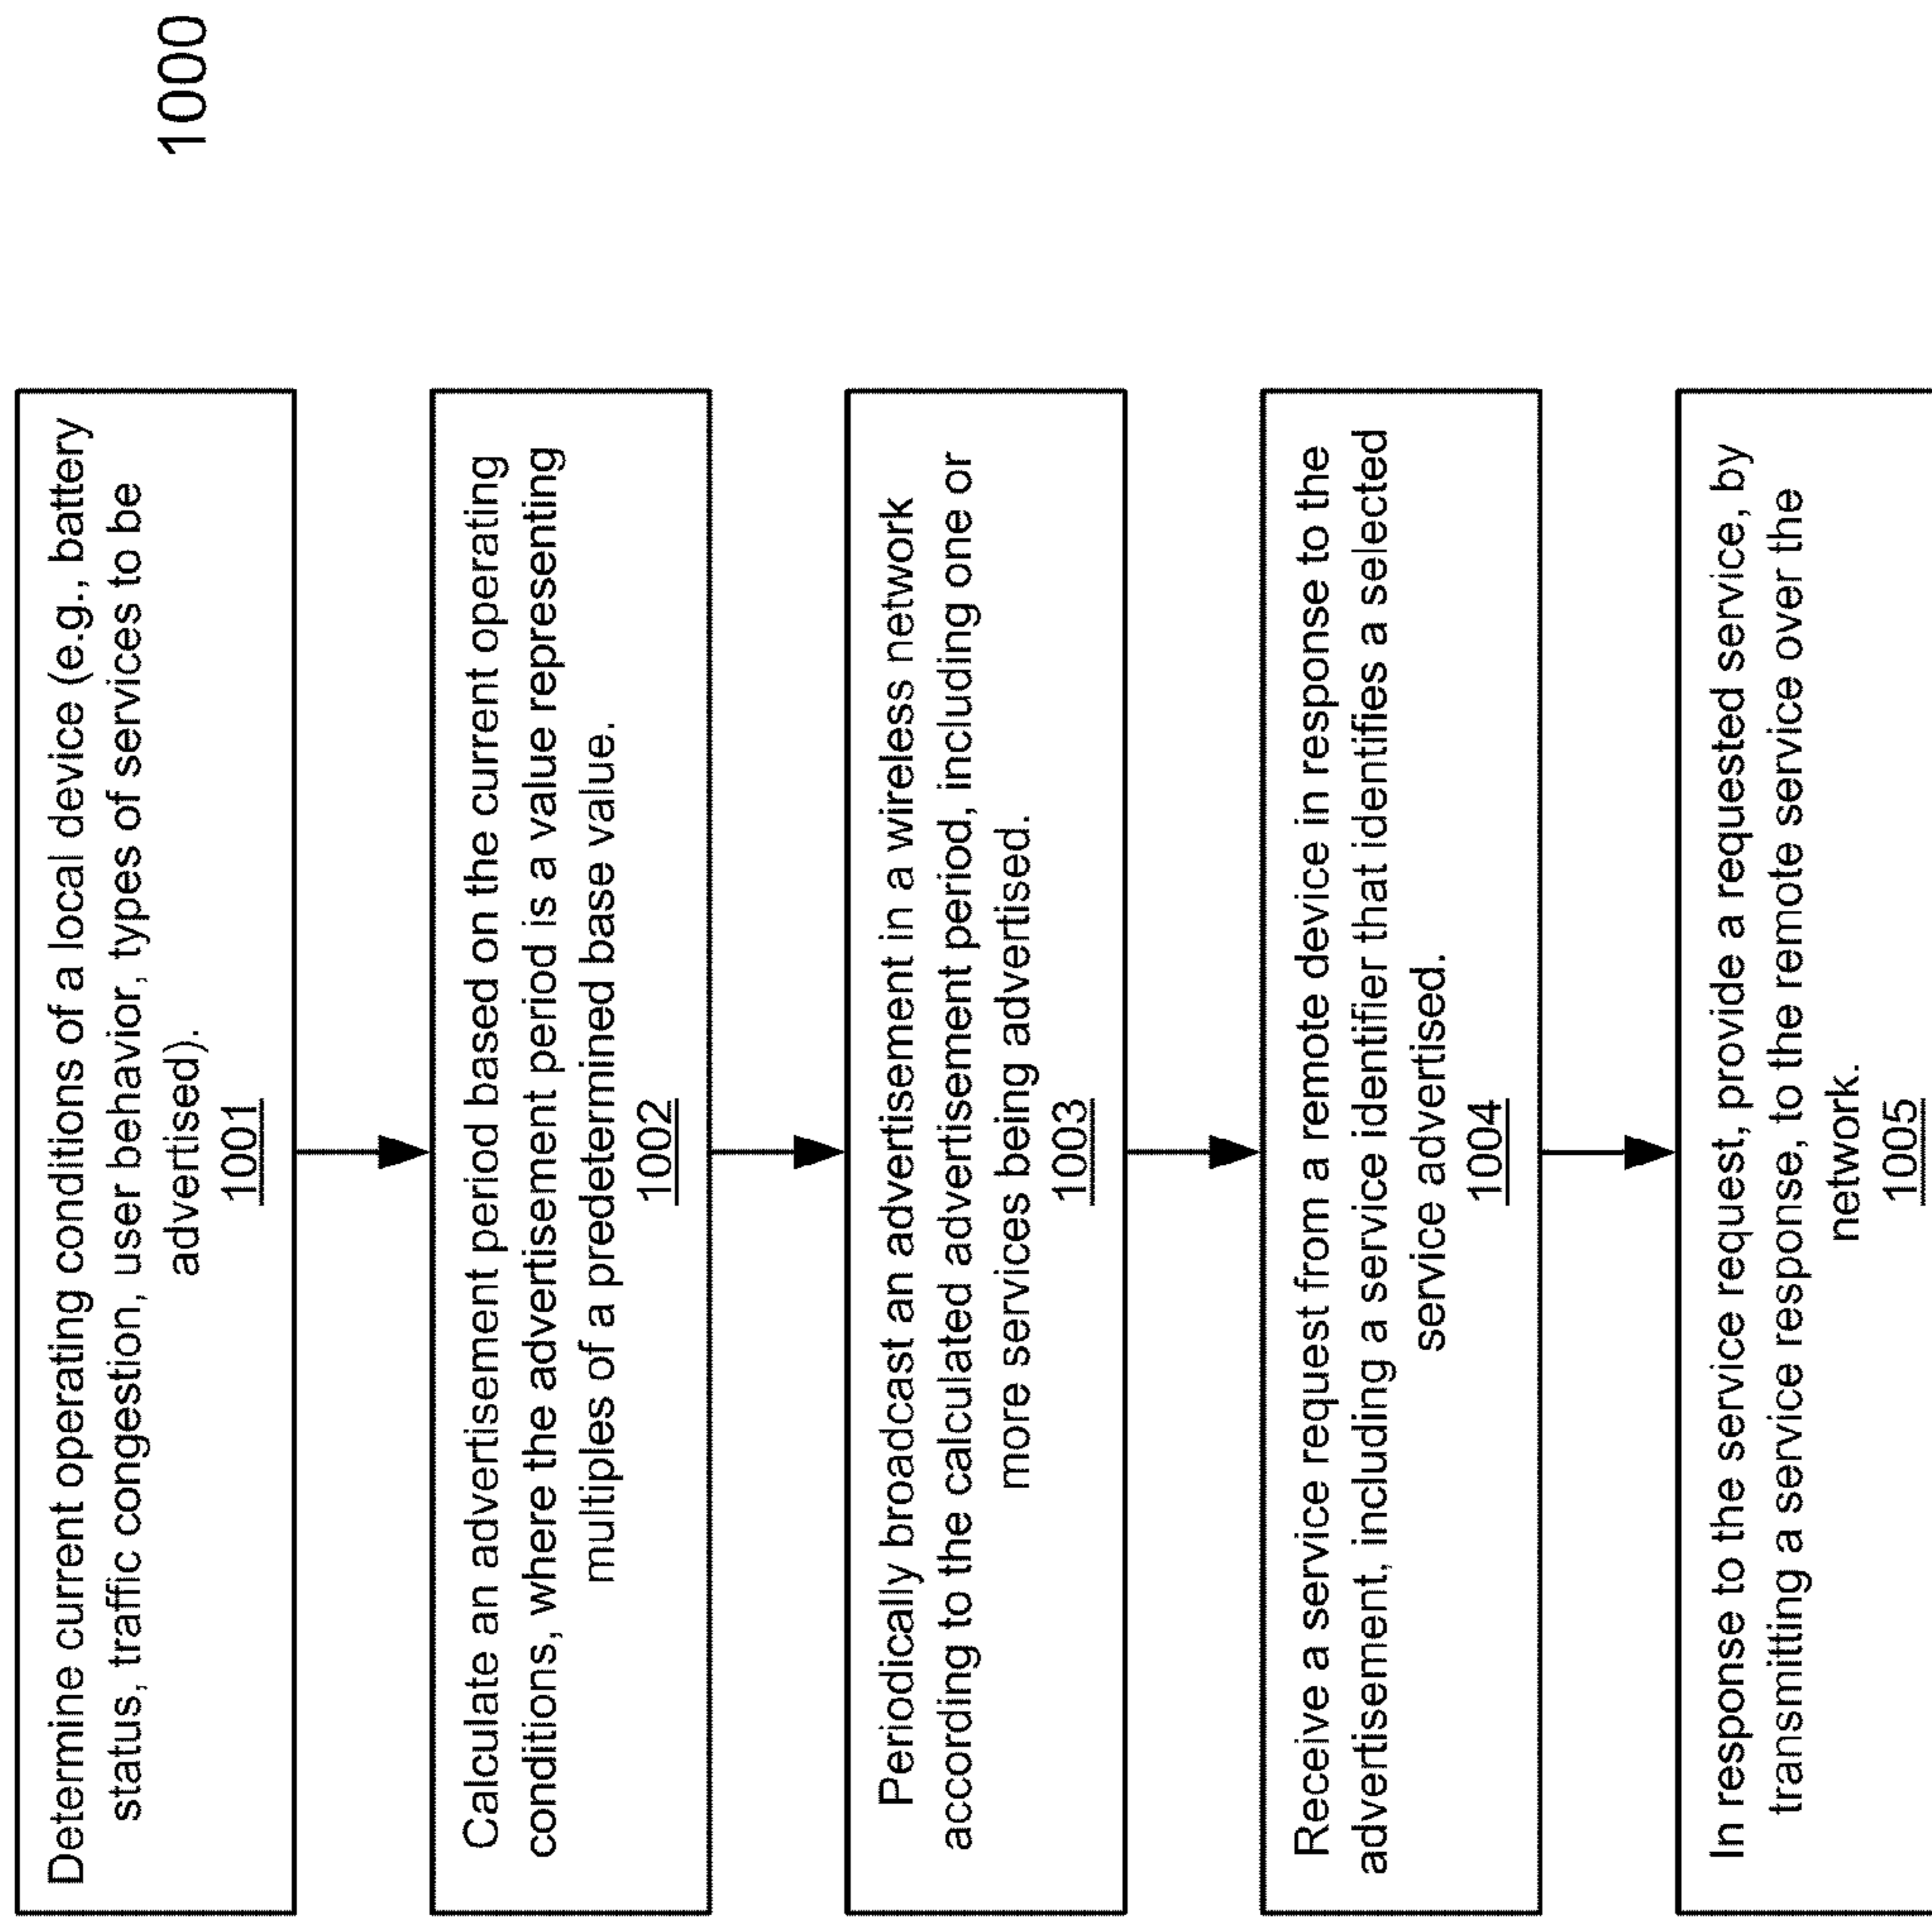 1000
Determine current operating conditions of a local device (e.g., battery
status, traffic congestion, user behavior, types of services to be
advertised).
1001
Calculate an advertisement period based on the current operating
conditions, where the advertisement period is a value representing
multiples of a predetermined base value.
1002
Periodically broadcast an advertisement in a wireless network
according to the calculated advertisement period, including one or
more services being advertised.
1003
Receive a service request from a remote device in response to the
advertisement, including a service identifier that identifies a selected
service advertised.
1004
In response to the service request, provide a requested service, by
transmitting a service response, to the remote service over the
network.
1005